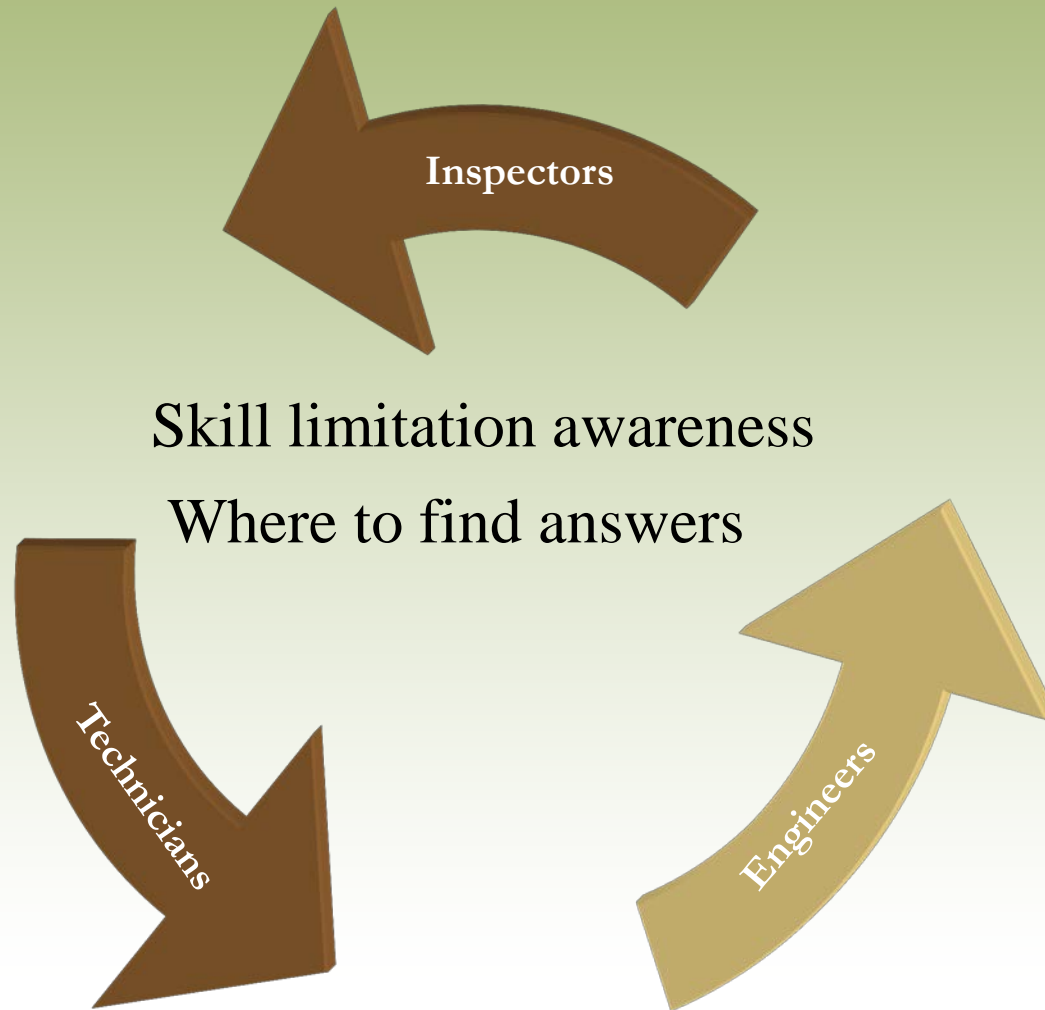 Inspectors
Skill limitation awareness
Where to find answers
Technicians
Engineers